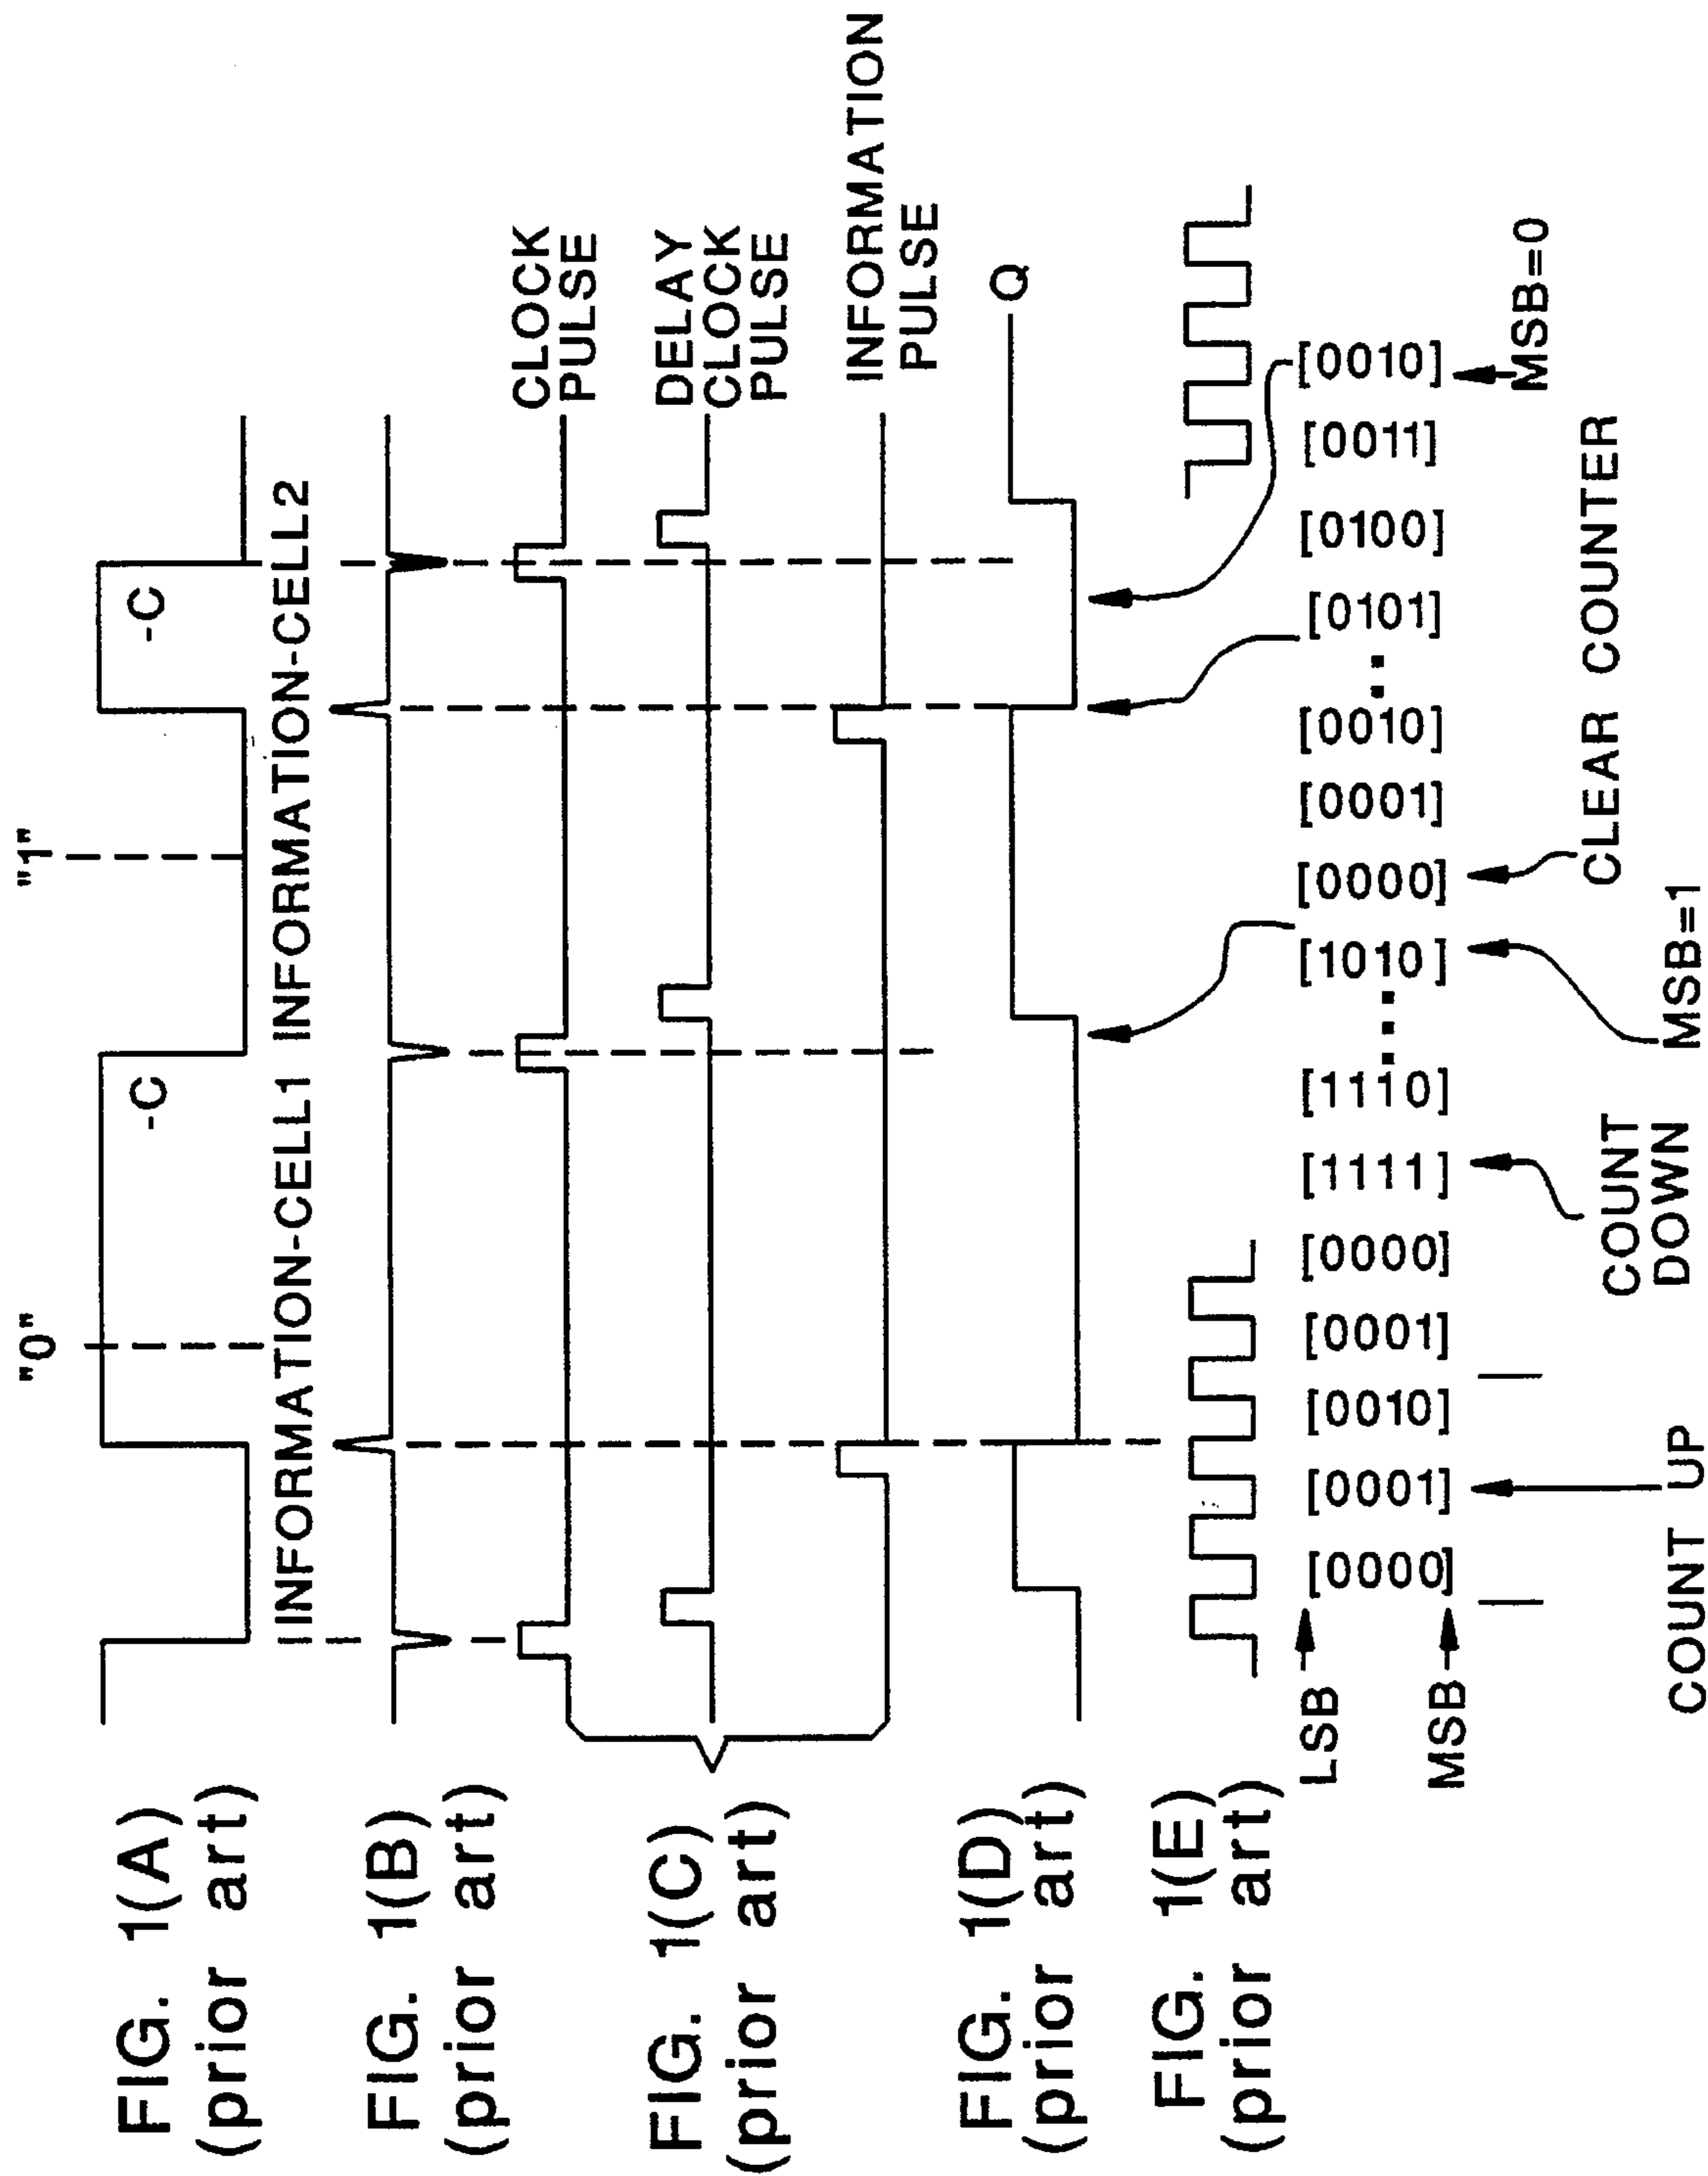 "0"
"1"
FIG. 1(A)
(prior art)
-C
-C
INFORMATION-CELL1 INFORMATION-CELL2
FIG. 1(B)
(prior art)
CLOCK
PULSE
FIG. 1(C)
(prior art)
DELAY
CLOCK
PULSE
INFORMATION
PULSE
FIG. 1(D)
(prior art)
Q
FIG. 1(E)
(prior art)
LSB
MSB
[0000] [0001] [0010] [0001] [0000] [1111] [1110] [1010] [0000] [0001] [0010] [0101] [0100] [0011] [0010]
MSB=0
COUNT
DOWN
CLEAR COUNTER
COUNT UP
MSB=1